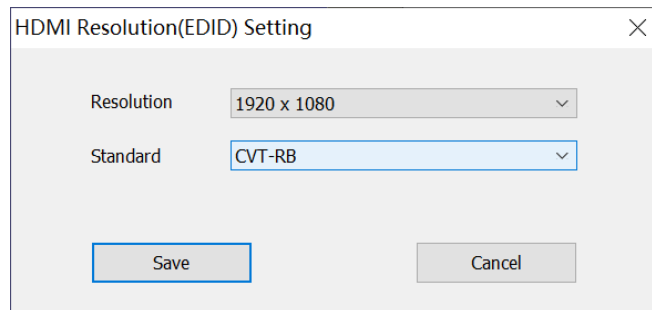 HDMI Resolution(EDID) Setting
Resolution 1920 x 1080
Standard CVT-RB
Save Cancel